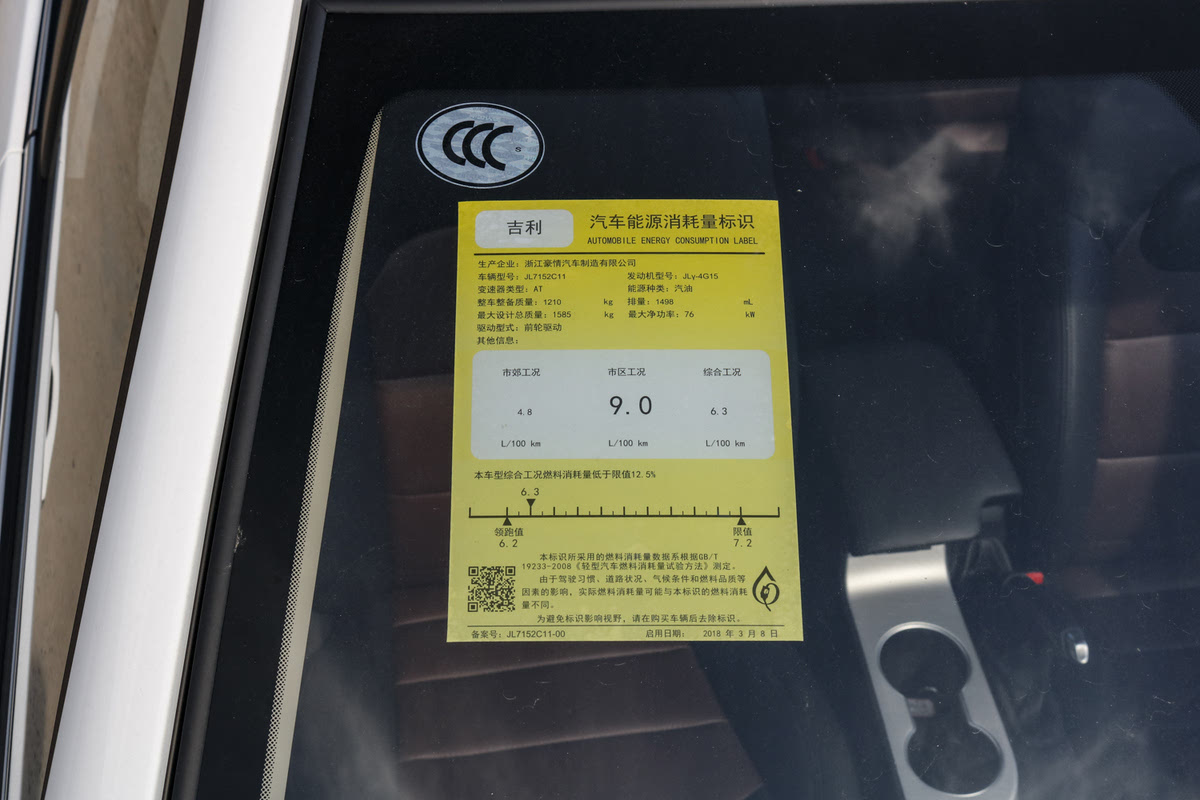 CCC S
吉利
汽车能源消耗量标识
AUTOMOBILE ENERGY CONSUMPTION LABEL
生产企业：浙江豪情汽车制造有限公司
车辆型号：JL7152C11 发动机型号：JLγ-4G15
变速器类型：AT 能源种类：汽油
整车整备质量：1210 kg 排量：1498 mL
最大设计总质量：1585 kg 最大净功率：76 kW
驱动型式：前轮驱动
其他信息：
市郊工况 市区工况 综合工况
4.8 9.0 6.3
L/100 km L/100 km L/100 km
本车型综合工况燃料消耗量低于限值12.5%
6.3
领跑值 限值
6.2 7.2
本标识所采用的燃料消耗量数据系根据GB/T
19233-2008《轻型汽车燃料消耗量试验方法》测定。
由于驾驶习惯、道路状况、气候条件和燃料品质等
因素的影响，实际燃料消耗量可能与本标识的燃料消耗
量不同。
为避免标识影响视野，请在购买车辆后去除标识。
备案号：JL7152C11-00 启用日期： 2018 年 3 月 8 日